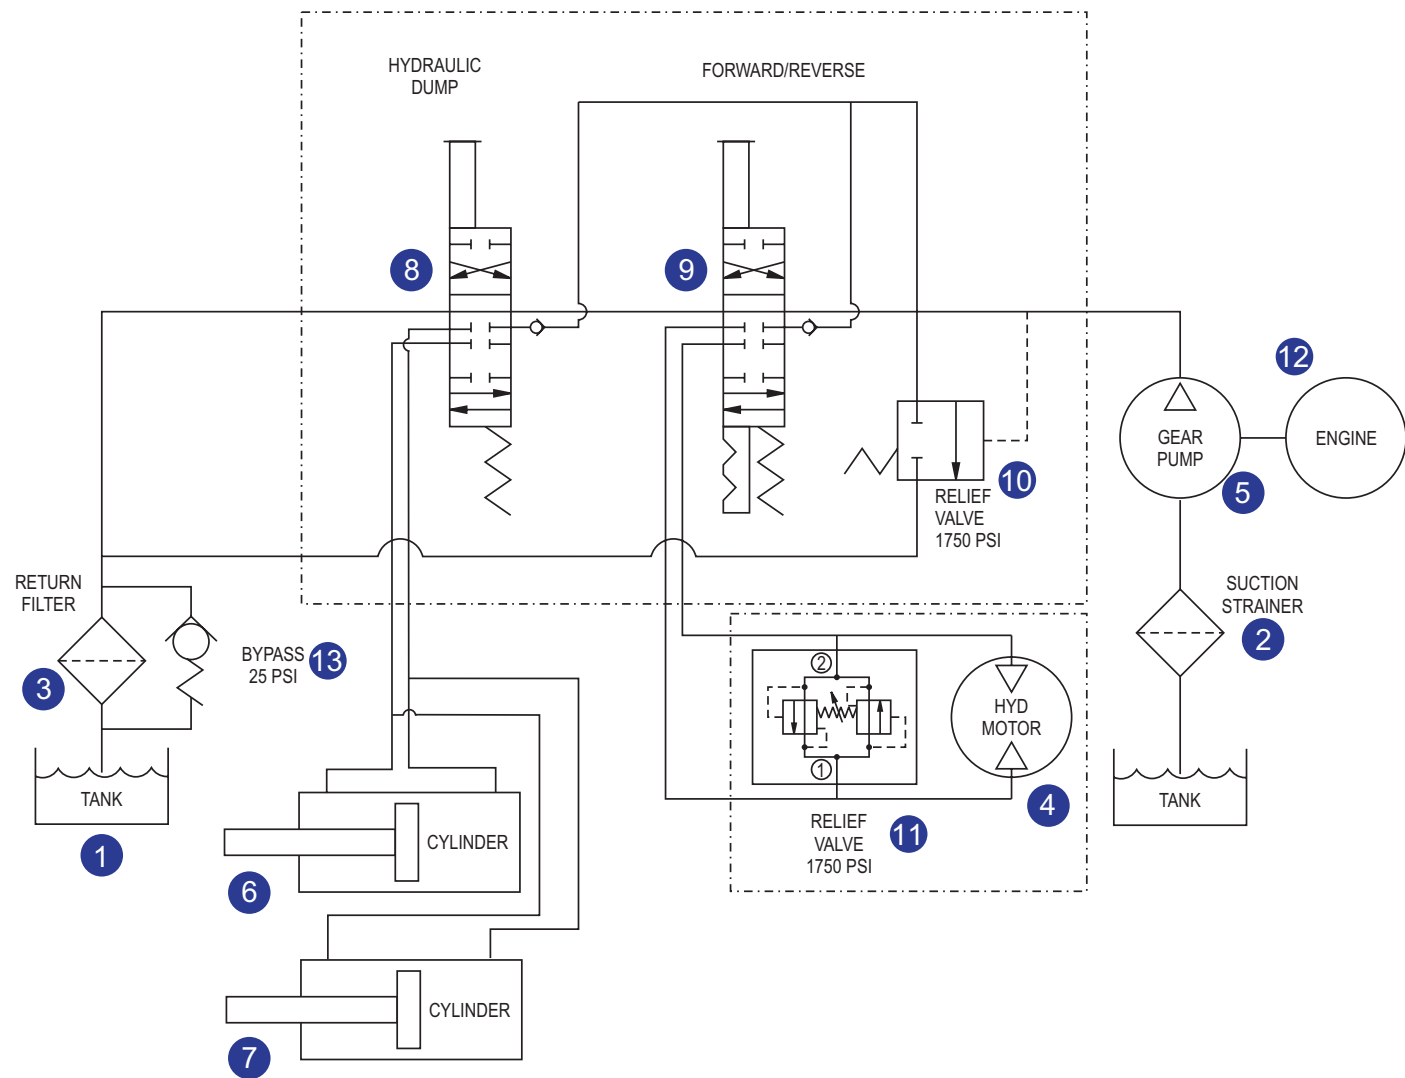 HYDRAULIC
DUMP
FORWARD/REVERSE
8
9
12
GEAR
PUMP
ENGINE
5
10
RELIEF
VALVE
1750 PSI
RETURN
FILTER
SUCTION
STRAINER
2
BYPASS
25 PSI
13
3
2
HYD
MOTOR
1
4
TANK
1
TANK
RELIEF
VALVE
1750 PSI
11
CYLINDER
6
CYLINDER
7